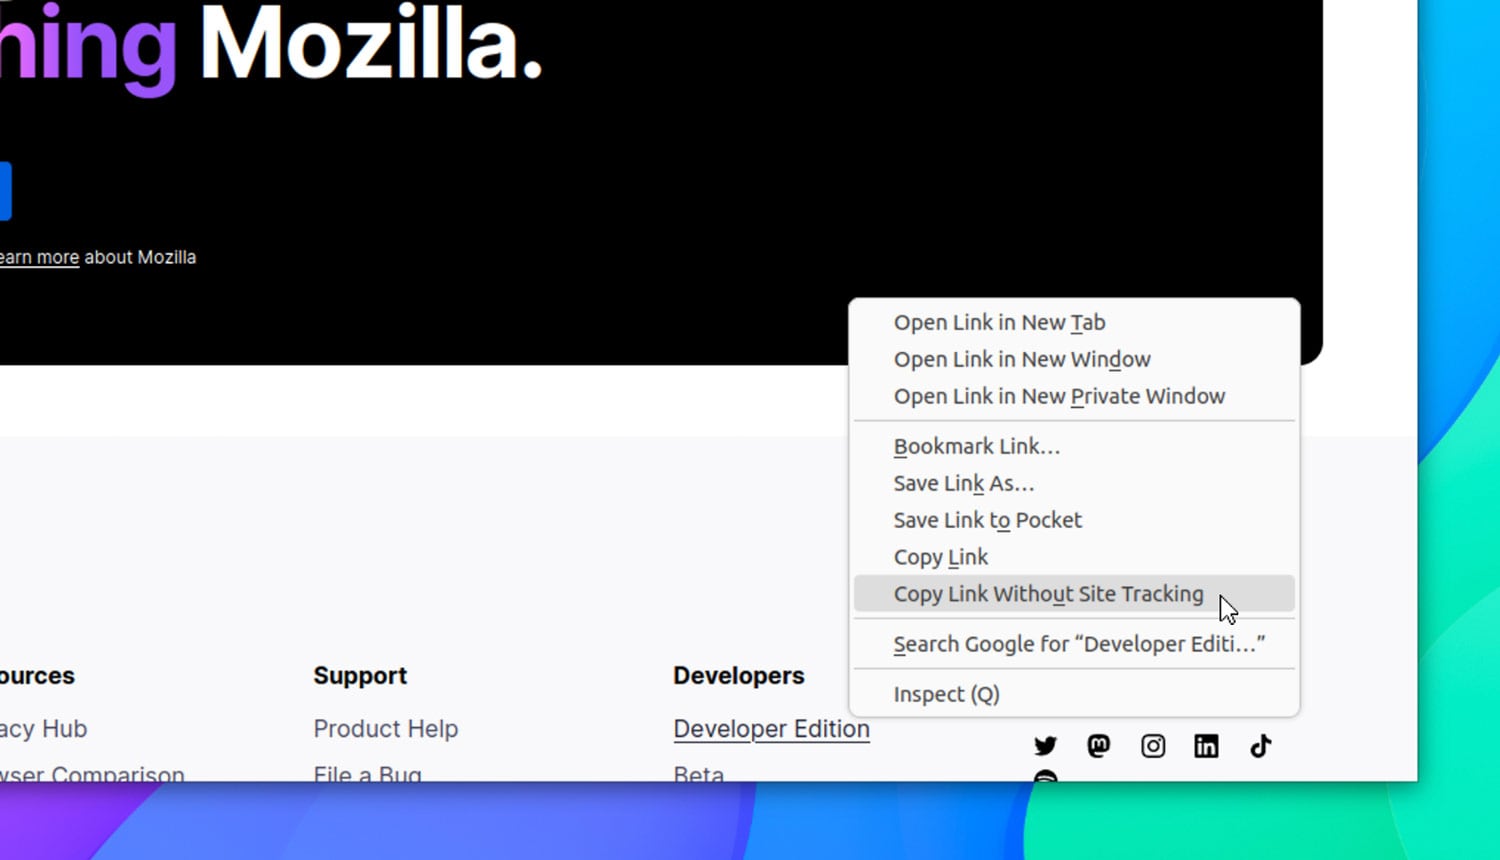 hing Mozilla.
earn more about Mozilla
Open Link in New Tab
Open Link in New Window
Open Link in New Private Window
Bookmark Link…
Save Link As…
Save Link to Pocket
Copy Link
Copy Link Without Site Tracking
Search Google for “Developer Editi…”
Inspect (Q)
ources
acy Hub
wser Comparison
Support
Product Help
File a Bug
Developers
Developer Edition
Beta